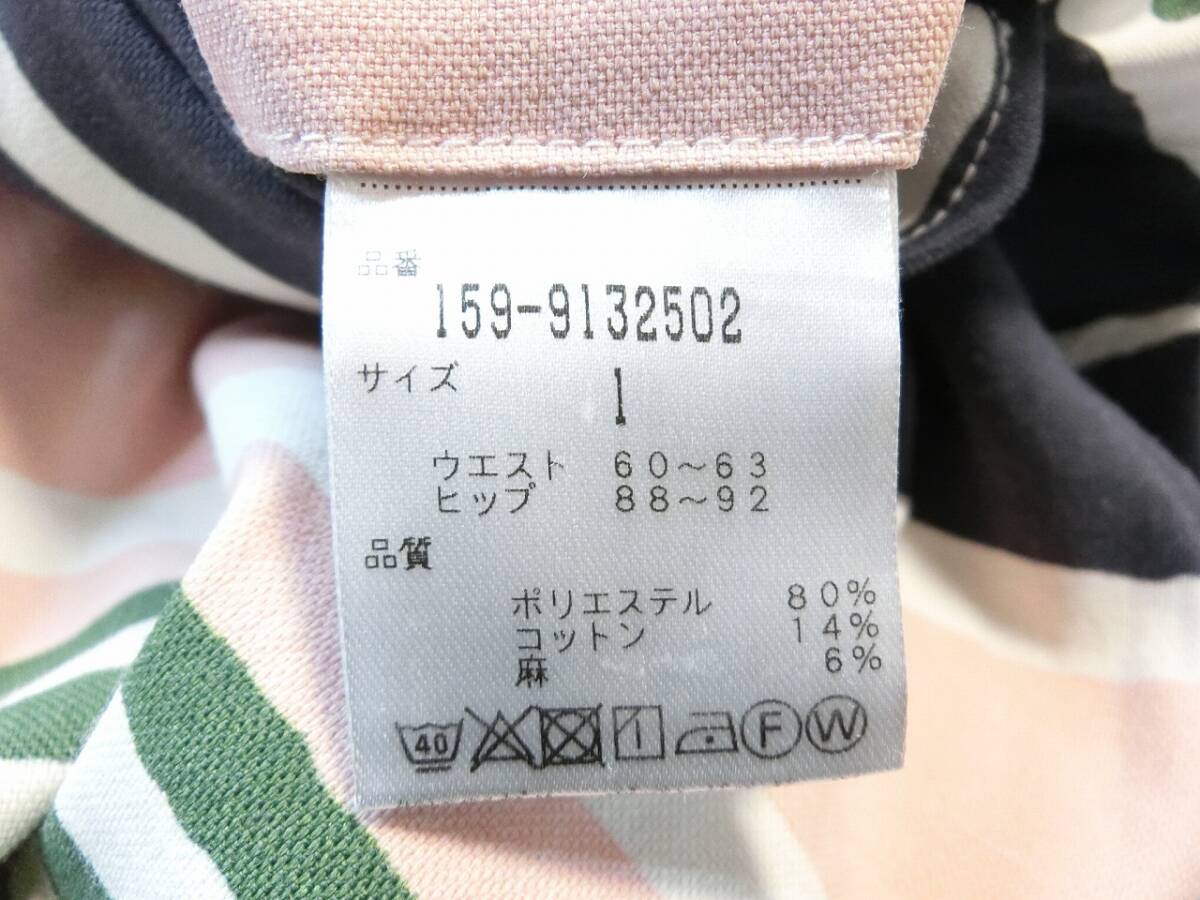 品番
159-9132502
サイズ 1
ウエスト 60～63
ヒップ 88～92
品質
ポリエステル 80%
コットン 14%
麻 6%
40 F W